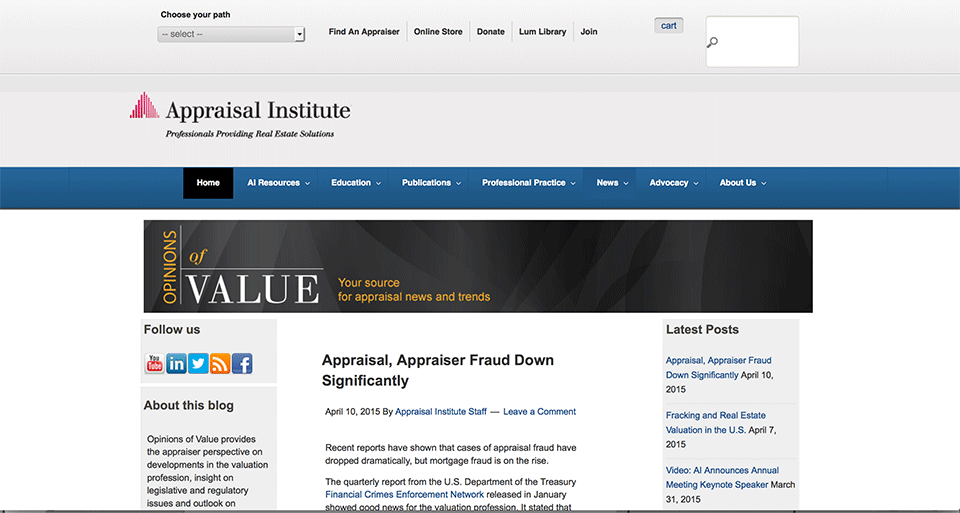 Choose your path
-- select --
Find An Appraiser
Online Store
Donate
Lum Library
Join
cart
Appraisal Institute
Professionals Providing Real Estate Solutions
Home
AI Resources
Education
Publications
Professional Practice
News
Advocacy
About Us
OPINIONS
of
VALUE
Your source
for appraisal news and trends
Follow us
You
Tube
in
f
About this blog
Opinions of Value provides
the appraiser perspective on
developments in the valuation
profession, insight on
legislative and regulatory
issues and outlook on
Appraisal, Appraiser Fraud Down
Significantly
April 10, 2015 By Appraisal Institute Staff — Leave a Comment
Recent reports have shown that cases of appraisal fraud have
dropped dramatically, but mortgage fraud is on the rise.
The quarterly report from the U.S. Department of the Treasury
Financial Crimes Enforcement Network released in January
showed good news for the valuation profession. It stated that
Latest Posts
Appraisal, Appraiser Fraud
Down Significantly April 10,
2015
Fracking and Real Estate
Valuation in the U.S. April 7,
2015
Video: AI Announces Annual
Meeting Keynote Speaker March
31, 2015